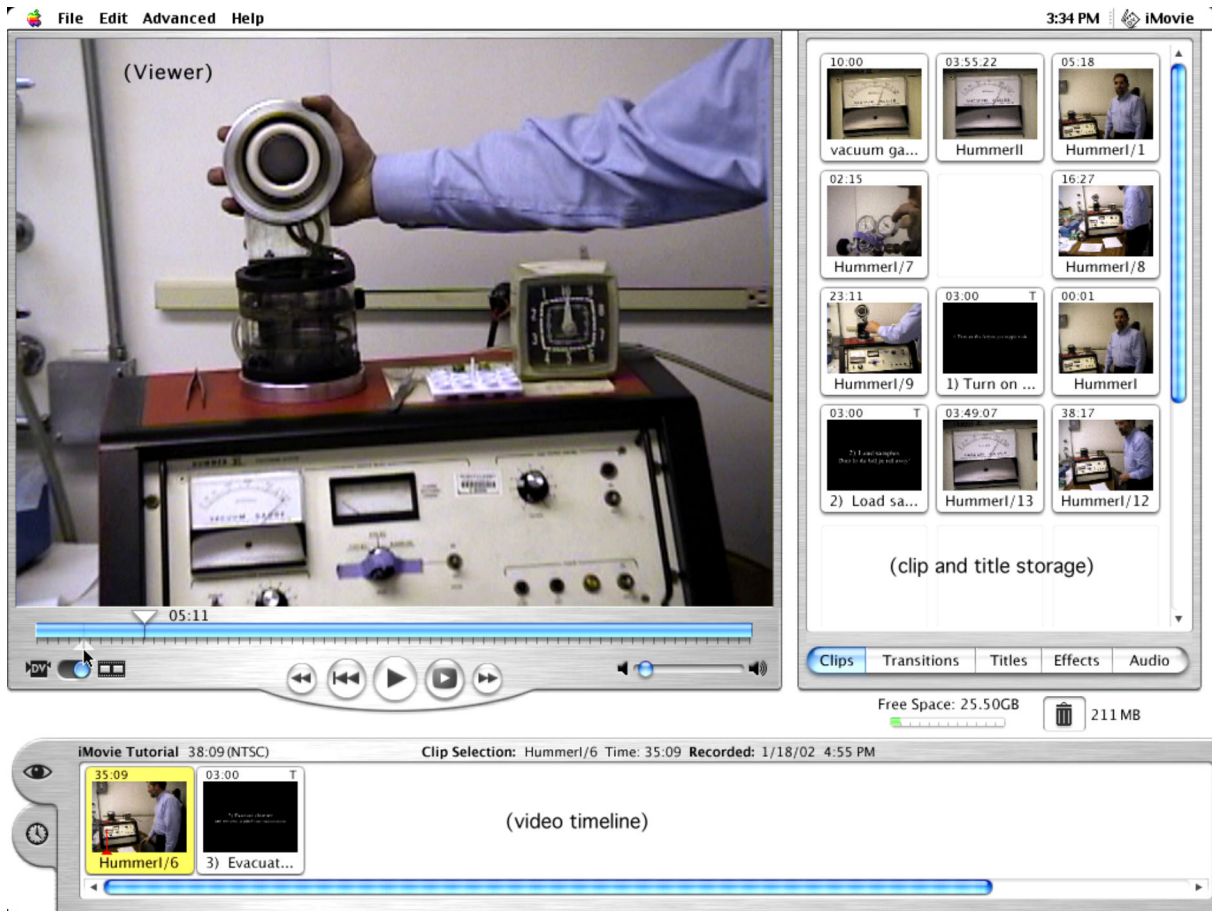 File Edit Advanced Help
3:34 PM iMovie
(Viewer)
HUMMER
VACUUM GAUGE
05:11
DV
10:00
vacuum ga...
03:55.22
HummerII
05:18
HummerI/1
02:15
HummerI/7
16:27
HummerI/8
23:11
HummerI/9
03:00 T
1) Turn on ...
00:01
HummerI
03:00 T
2) Load samples
2) Load sa...
03:49.07
HummerI/13
38:17
HummerI/12
(clip and title storage)
Clips Transitions Titles Effects Audio
Free Space: 25.50GB
211 MB
iMovie Tutorial 38:09 (NTSC)
Clip Selection: HummerI/6 Time: 35:09 Recorded: 1/18/02 4:55 PM
35:09
HummerI/6
03:00 T
3) Evacuat...
(video timeline)